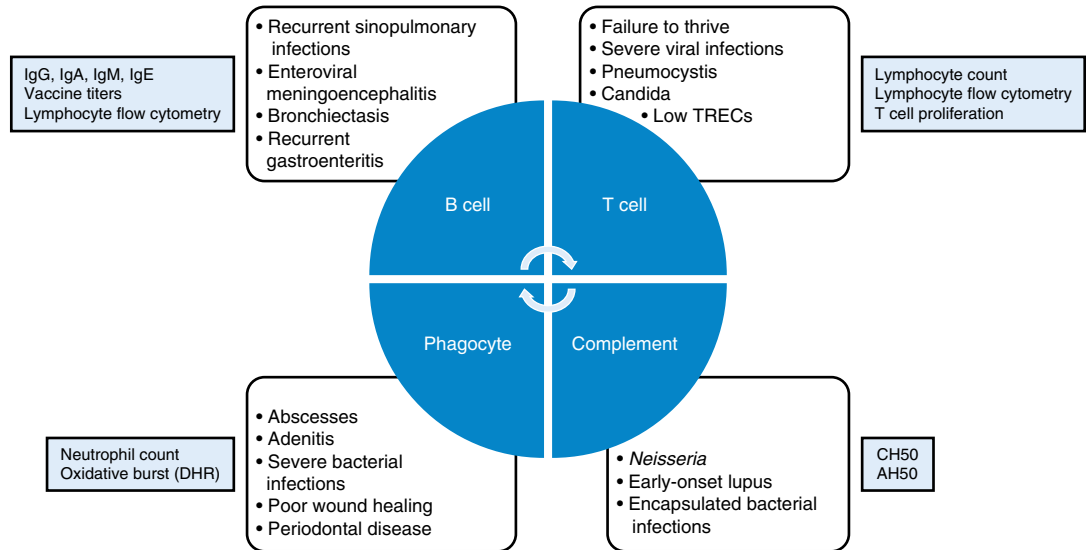 IgG, IgA, IgM, IgE
Vaccine titers
Lymphocyte flow cytometry
• Recurrent sinopulmonary
infections
• Enteroviral
meningoencephalitis
• Bronchiectasis
• Recurrent
gastroenteritis
• Failure to thrive
• Severe viral infections
• Pneumocystis
• Candida
• Low TRECs
Lymphocyte count
Lymphocyte flow cytometry
T cell proliferation
B cell
T cell
Phagocyte
Complement
Neutrophil count
Oxidative burst (DHR)
• Abscesses
• Adenitis
• Severe bacterial
infections
• Poor wound healing
• Periodontal disease
• Neisseria
• Early-onset lupus
• Encapsulated bacterial
infections
CH50
AH50